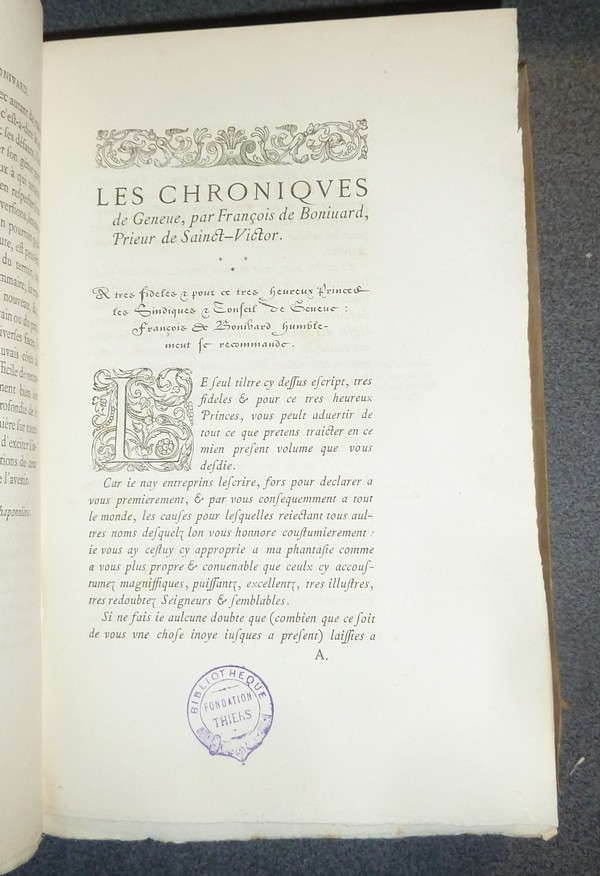 ONIVARD.
LES CHRONIQVES
de Geneue, par François de Boniuard,
Prieur de Sainct-Victor.
A tres fideles & pour ce tres heureux Princes
les Sindiques & Conseil de Geneue :
François de Bonivard humble-
ment se recommande.
LE ſeul tiltre cy deſſus eſcript, tres
fideles & pour ce tres heureux
Princes, vous peult aduertir de
tout ce que pretens traicter en ce
mien preſent volume que vous
deſdie.
Car ie nay entreprins leſcrire, fors pour declarer a
vous premierement, & par vous conſequemment a tout
le monde, les cauſes pour leſquelles reiectant tous aul-
tres noms deſquelz lon vous honnore couſtumierement :
ie vous ay ceſtuy cy approprie a ma phantaſie comme
a vous plus propre & conuenable que ceulx cy accouſ-
tumez magnifſiques, puiſſantz, excellentz, tres illuſtres,
tres redoubtez Seigneurs & ſemblables.
Si ne fais ie aulcune doubte que (combien que ce ſoit
de vous vne choſe inoye iuſques a preſent) laiſſies a
A.
BIBLIOTHEQUE
FONDATION
THIERS